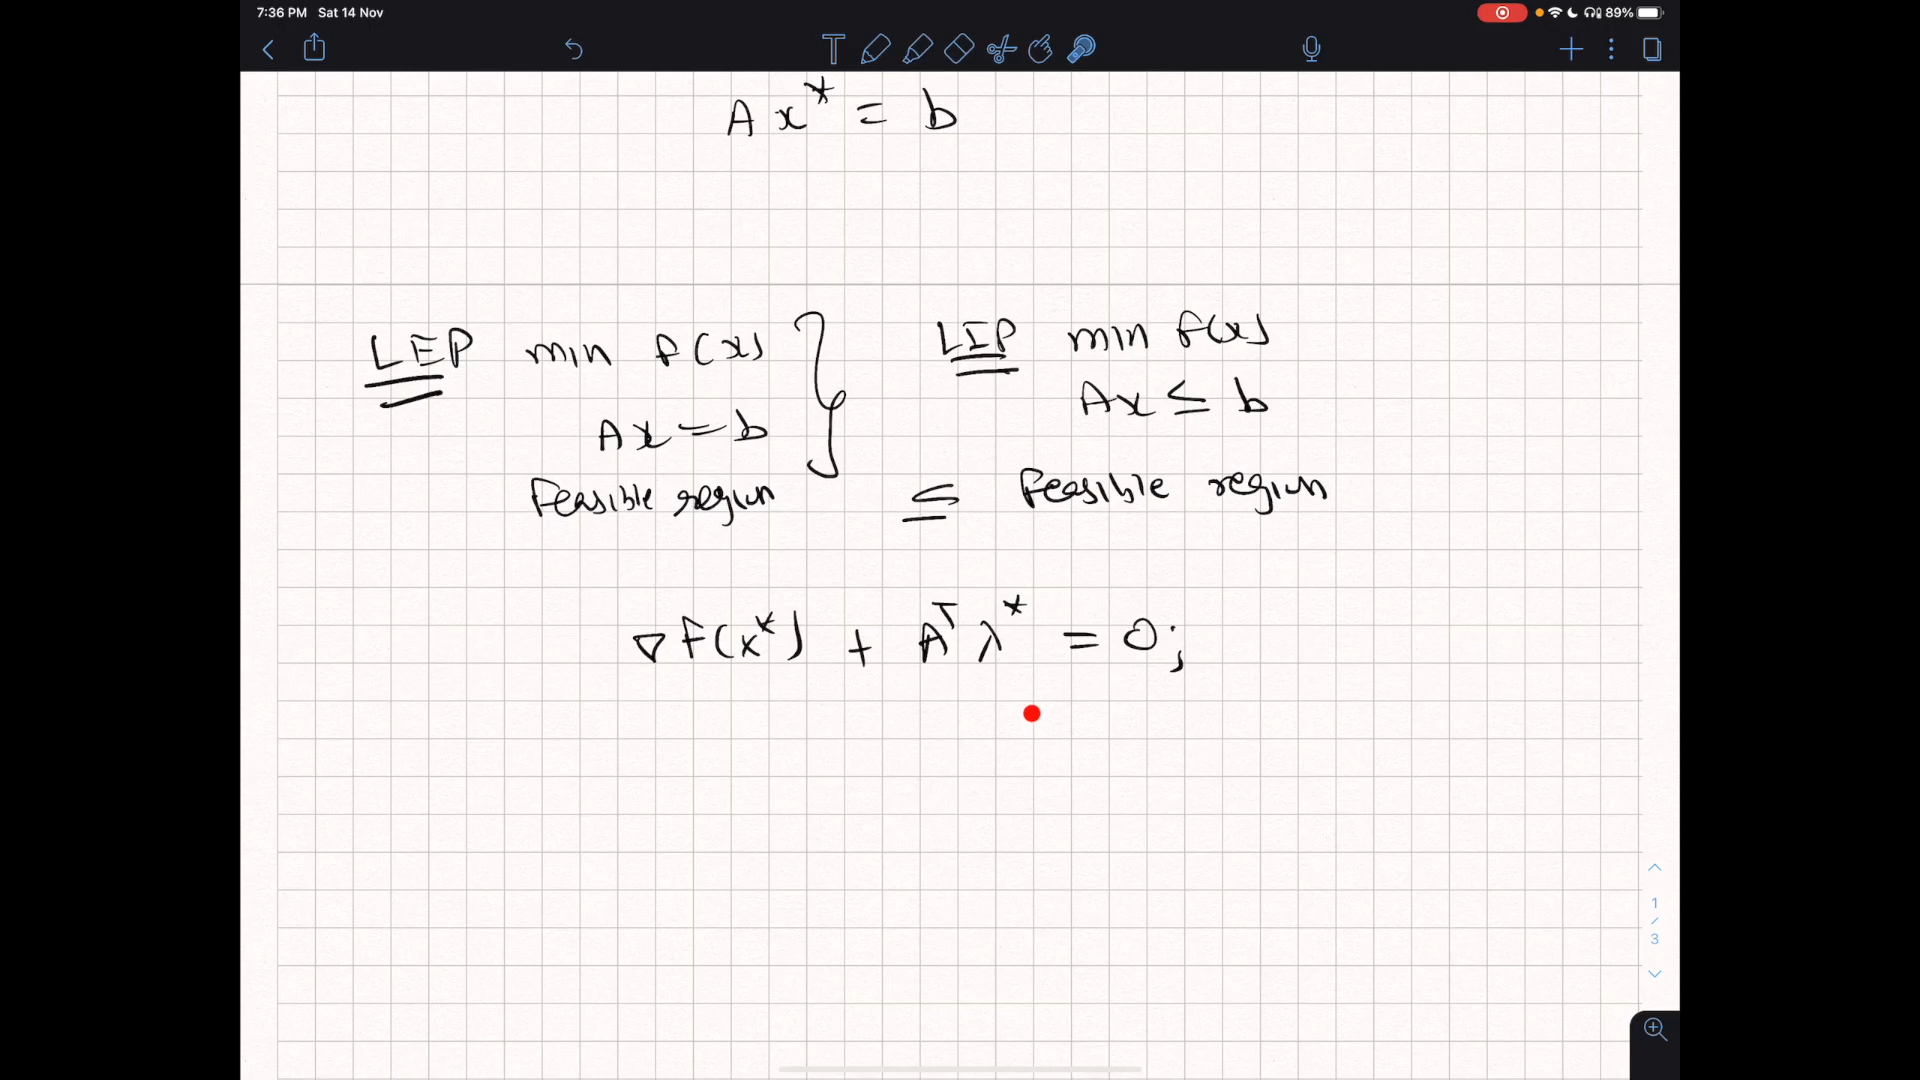 7:36 PM Sat 14 Nov
89%
T
A x* = b
LEP min f(x)
Ax = b
Feasible region
LIP min f(x)
Ax ≤ b
⊆ Feasible region
∇f(x*) + Aᵀλ* = 0;
1
/
3